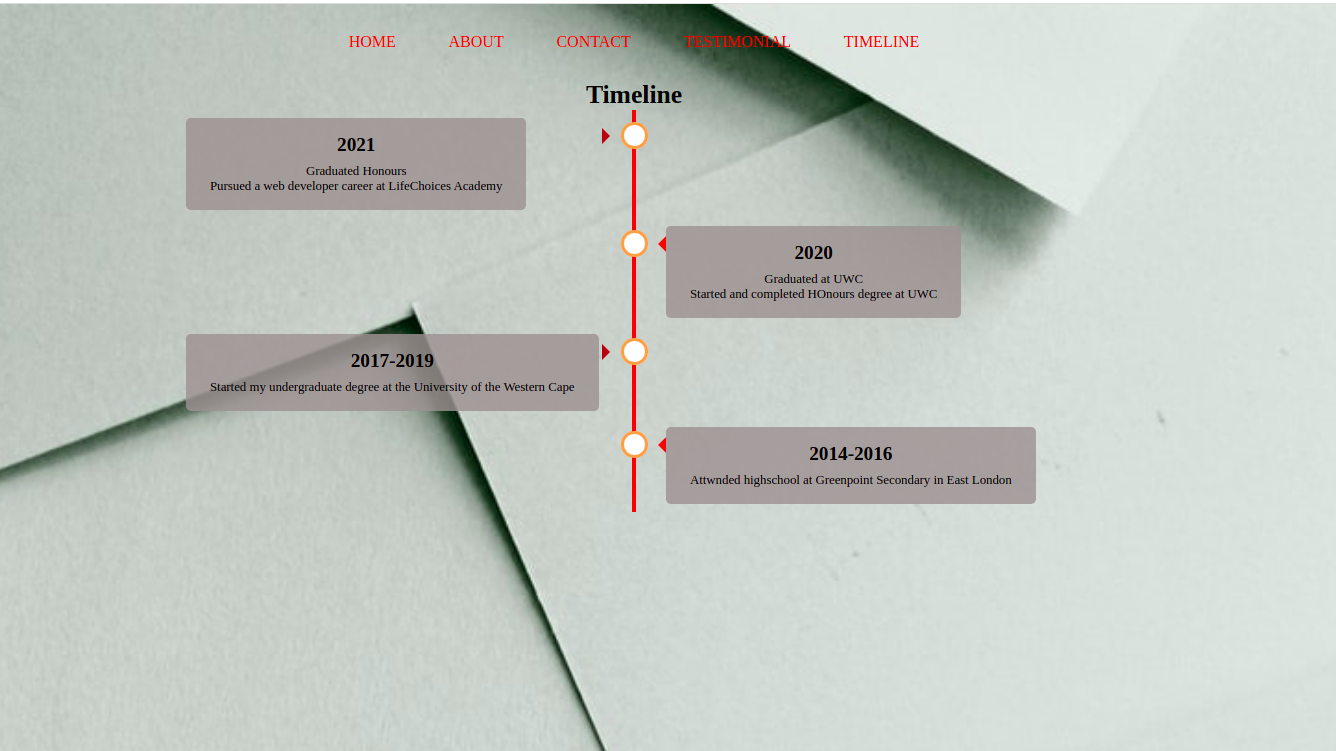 HOME ABOUT CONTACT TESTIMONIAL TIMELINE
Timeline
2021
Graduated Honours
Pursued a web developer career at LifeChoices Academy
2020
Graduated at UWC
Started and completed HOnours degree at UWC
2017-2019
Started my undergraduate degree at the University of the Western Cape
2014-2016
Attwnded highschool at Greenpoint Secondary in East London